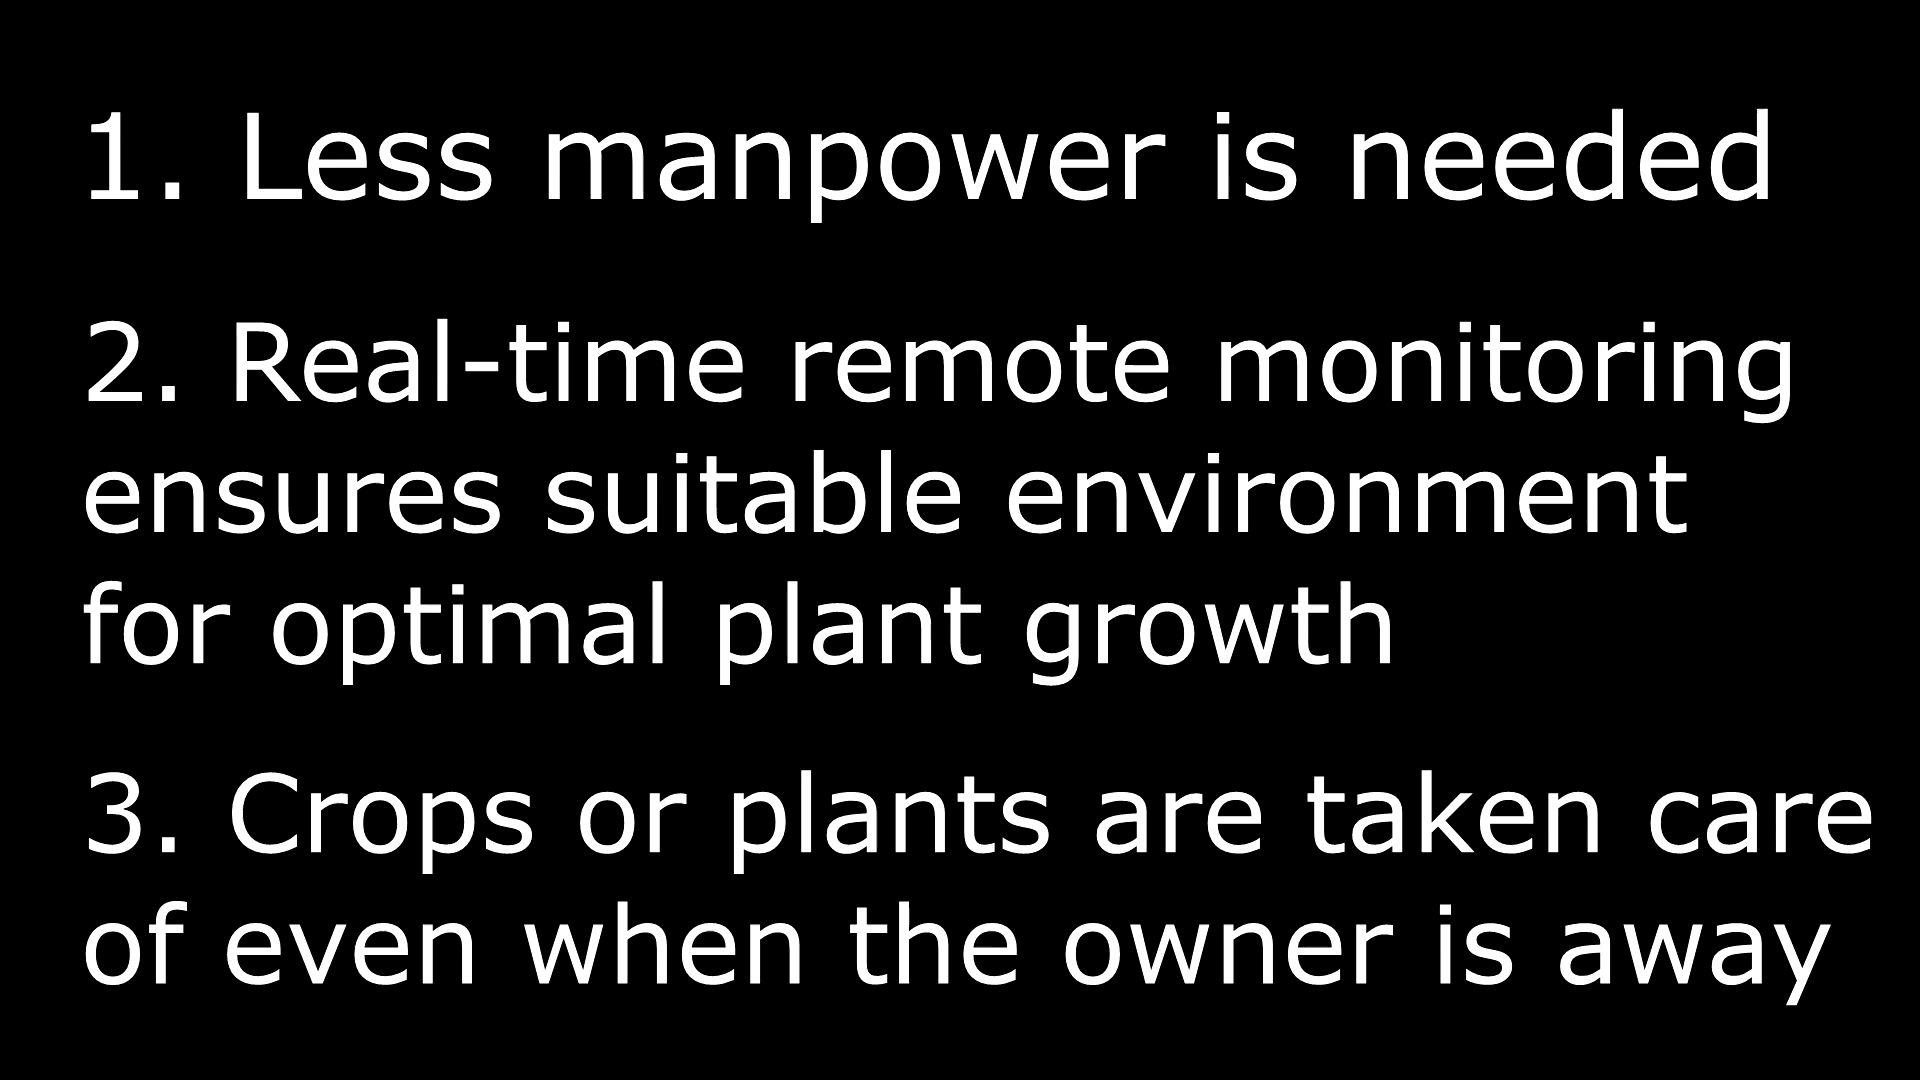 1. Less manpower is needed
2. Real-time remote monitoring
ensures suitable environment
for optimal plant growth
3. Crops or plants are taken care
of even when the owner is away